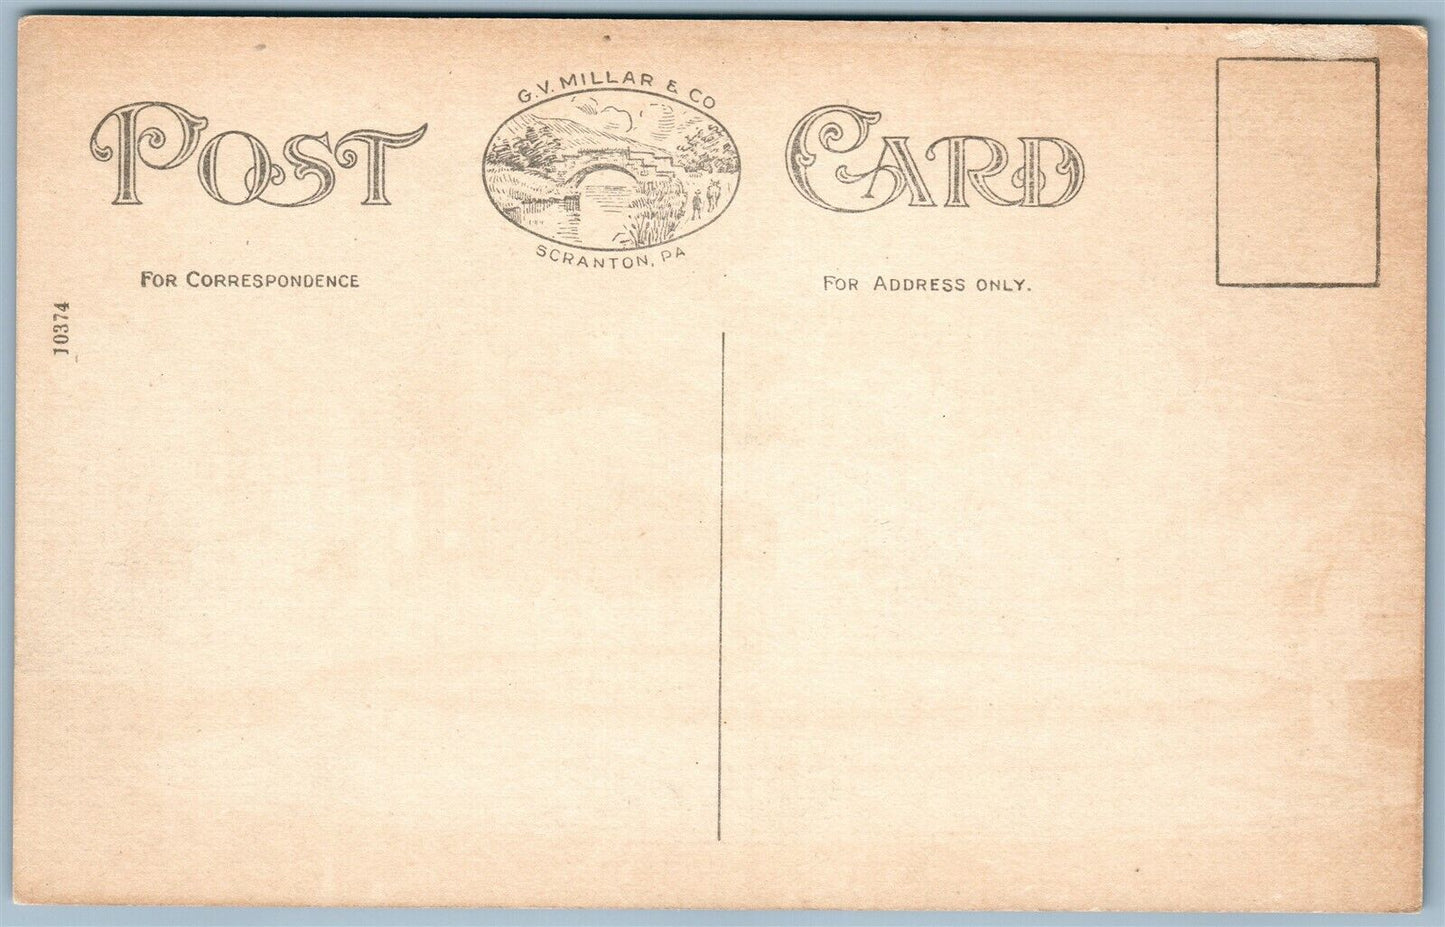 G.V. MILLAR & CO
POST CARD
SCRANTON, PA
FOR CORRESPONDENCE
FOR ADDRESS ONLY.
10374